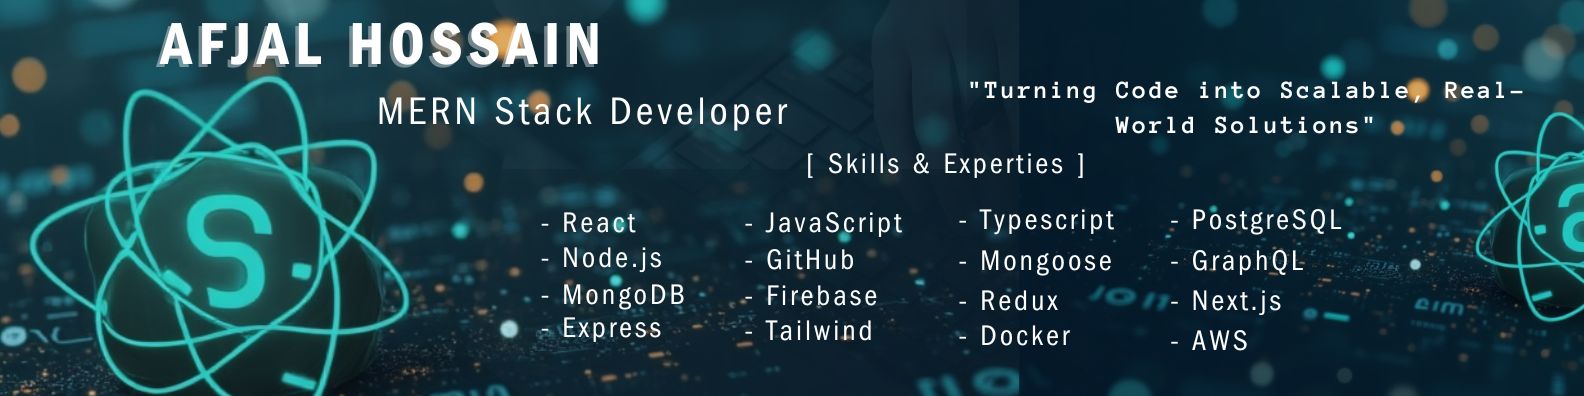 AFJAL HOSSAIN
MERN Stack Developer
"Turning Code into Scalable, Real-
World Solutions"
[ Skills & Experties ]
- React
- Node.js
- MongoDB
- Express
- JavaScript
- GitHub
- Firebase
- Tailwind
- Typescript
- Mongoose
- Redux
- Docker
- PostgreSQL
- GraphQL
- Next.js
- AWS
S